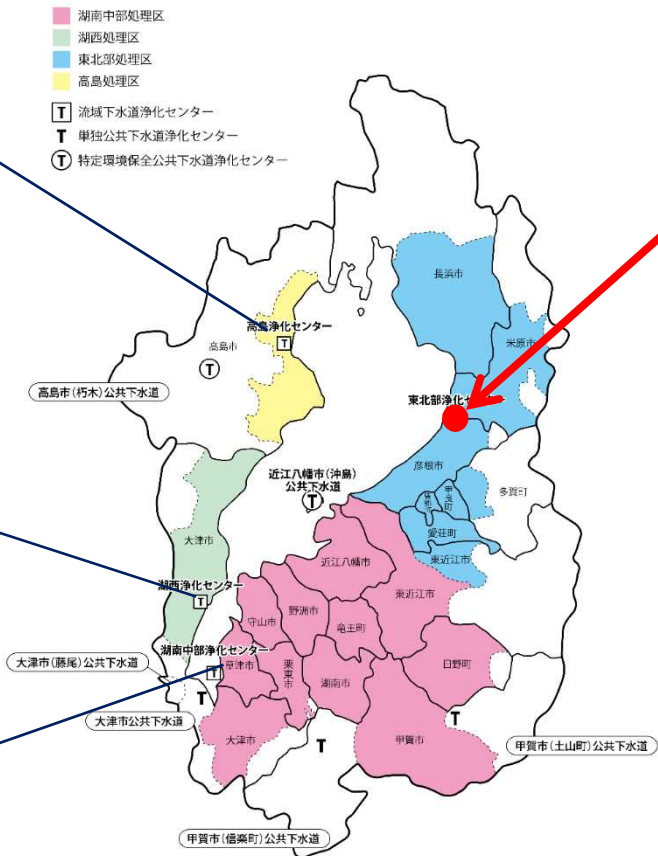 湖南中部処理区
湖西処理区
東北部処理区
高島処理区
T 流域下水道浄化センター
T 単独公共下水道浄化センター
T 特定環境保全公共下水道浄化センター
長浜市
米原市
高島浄化センター
T
高島市
T
高島市(朽木)公共下水道
東北部浄化セ
彦根市
多賀町
甲良町
愛荘町
東近江市
近江八幡市(沖島)
公共下水道
T
大津市
近江八幡市
東近江市
湖西浄化センター
T
守山市
野洲市
竜王町
湖南中部浄化センター
T
草津市
栗東市
湖南市
日野町
大津市(藤尾)公共下水道
T
大津市公共下水道
大津市
甲賀市
T
T
甲賀市(土山町)公共下水道
甲賀市(信楽町)公共下水道